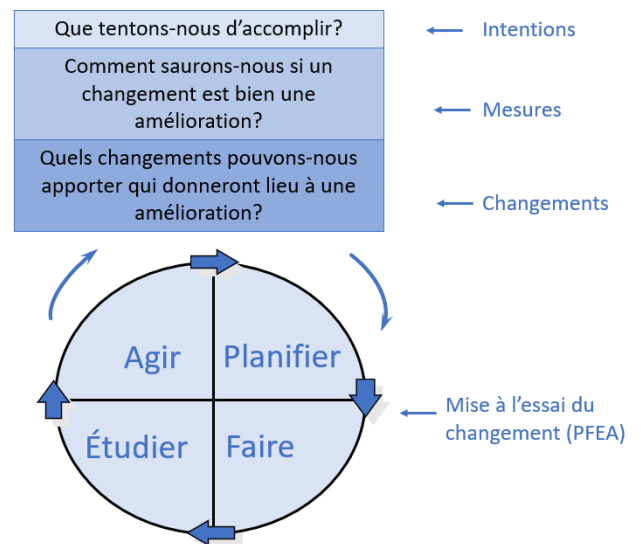 Que tentons-nous d'accomplir?
Intentions
Comment saurons-nous si un
changement est bien une
amélioration?
Mesures
Quels changements pouvons-nous
apporter qui donneront lieu à une
amélioration?
Changements
Agir
Planifier
Étudier
Faire
Mise à l'essai du
changement (PFEA)